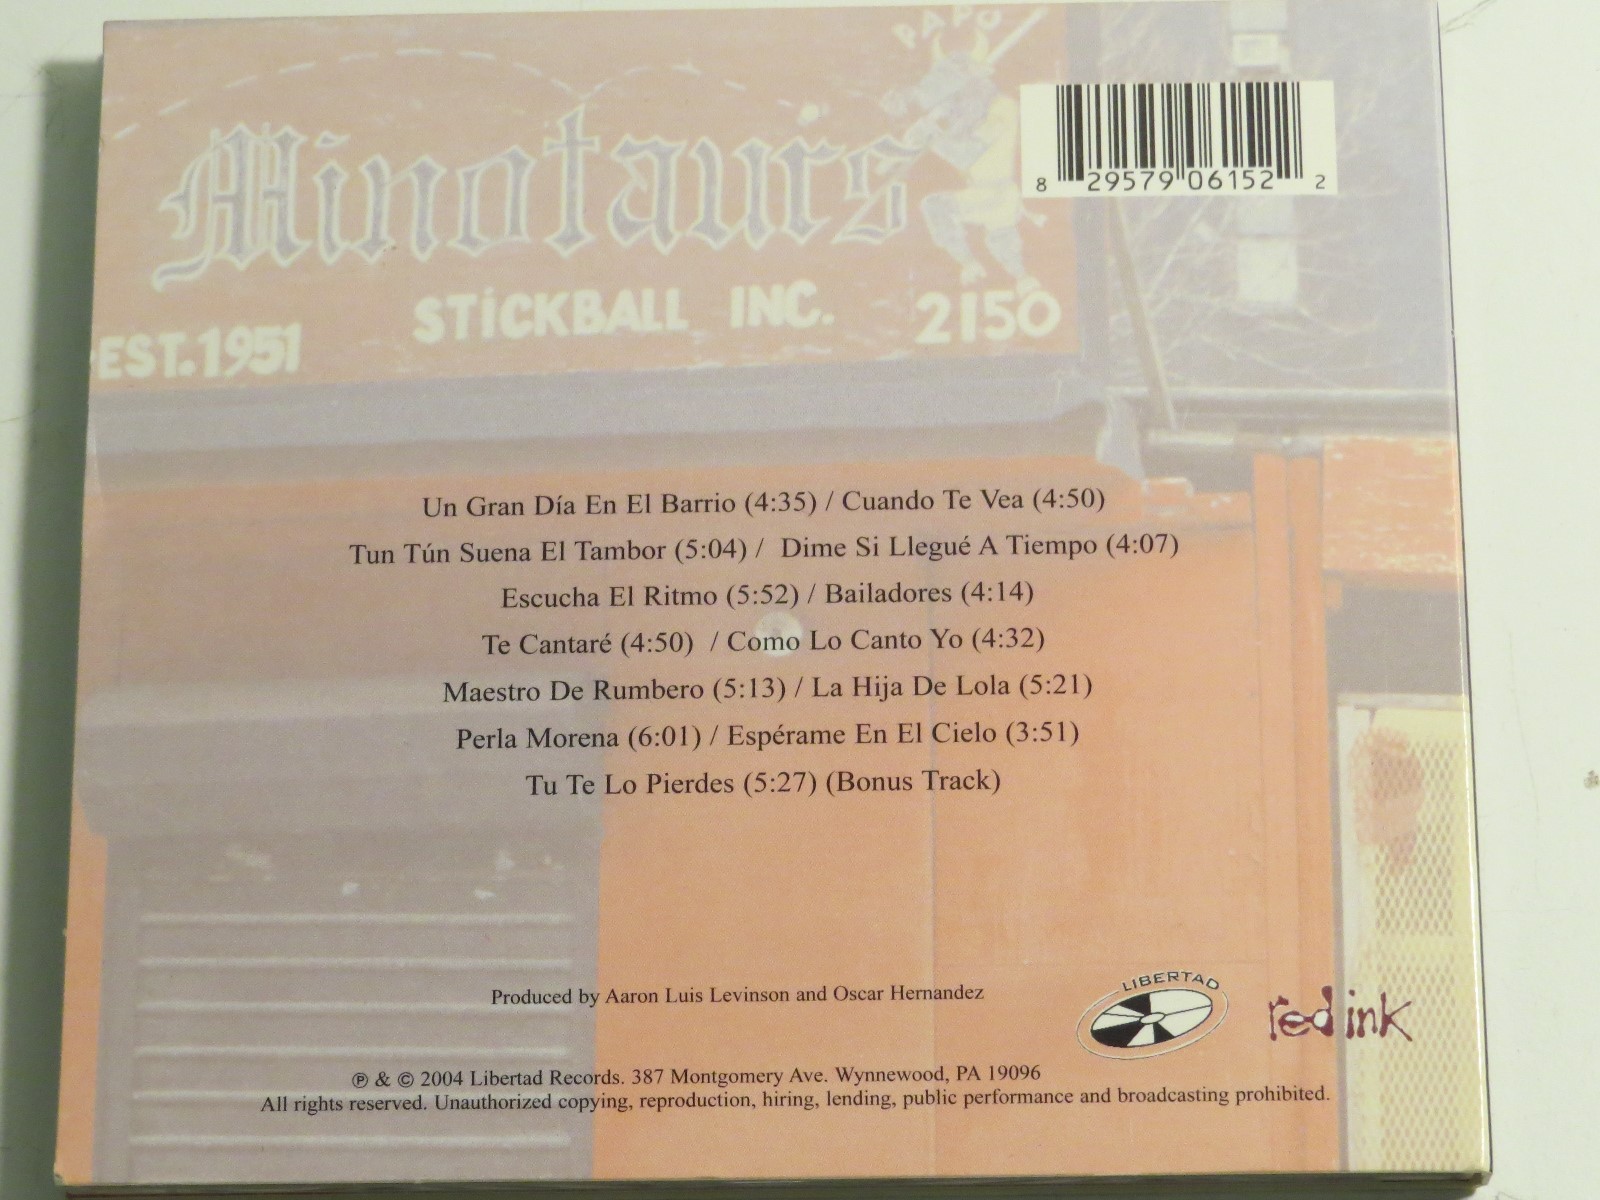 PAPO
Minotaurs
STiCKBALL INC. 2150
EST. 1951
8 29579 06152 2
Un Gran Día En El Barrio (4:35) / Cuando Te Vea (4:50)
Tun Tún Suena El Tambor (5:04) / Dime Si Llegué A Tiempo (4:07)
Escucha El Ritmo (5:52) / Bailadores (4:14)
Te Cantaré (4:50) / Como Lo Canto Yo (4:32)
Maestro De Rumbero (5:13) / La Hija De Lola (5:21)
Perla Morena (6:01) / Espérame En El Cielo (3:51)
Tu Te Lo Pierdes (5:27) (Bonus Track)
Produced by Aaron Luis Levinson and Oscar Hernandez
LIBERTAD
red ink
℗ & © 2004 Libertad Records. 387 Montgomery Ave. Wynnewood, PA 19096
All rights reserved. Unauthorized copying, reproduction, hiring, lending, public performance and broadcasting prohibited.